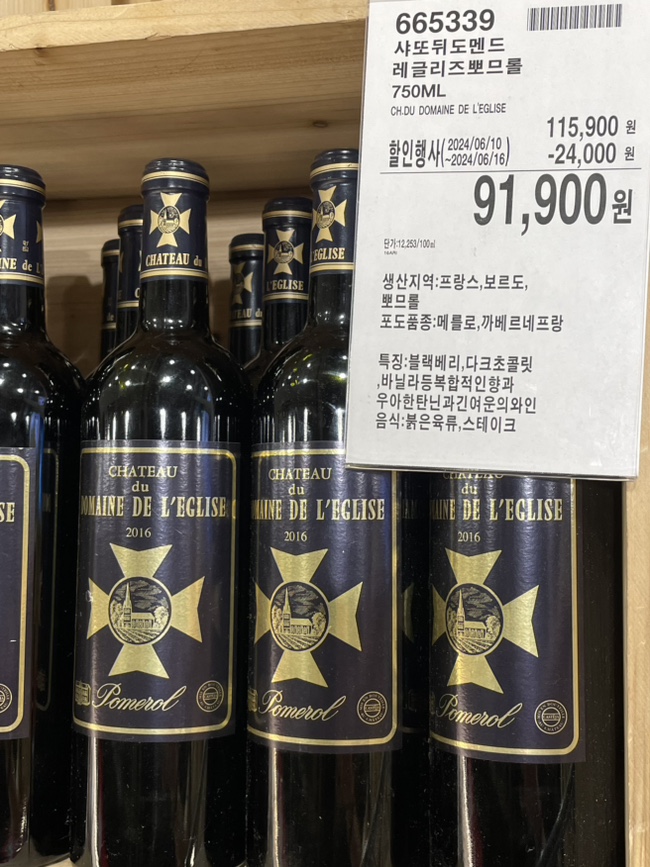 665339
샤또뒤도멘드
레글리즈뽀므롤
750ML
CH.DU DOMAINE DE L'EGLISE
115,900 원
할인행사(2024/06/10
~2024/06/16) -24,000 원
91,900원
단가:12,253/100㎖
생산지역:프랑스,보르도,
뽀므롤
포도품종:메를로,까베르네프랑
특징:블랙베리,다크초콜릿
,바닐라등복합적인향과
우아한탄닌과긴여운의와인
음식:붉은육류,스테이크
CHATEAU du
L'EGLISE
L'EGLISE
CHATEAU
du
DOMAINE DE L'EGLISE
2016
Pomerol
CHATEAU
du
DE L'EGLISE
2016
Pomerol
du
DE L'EGLISE
2016
Pomerol